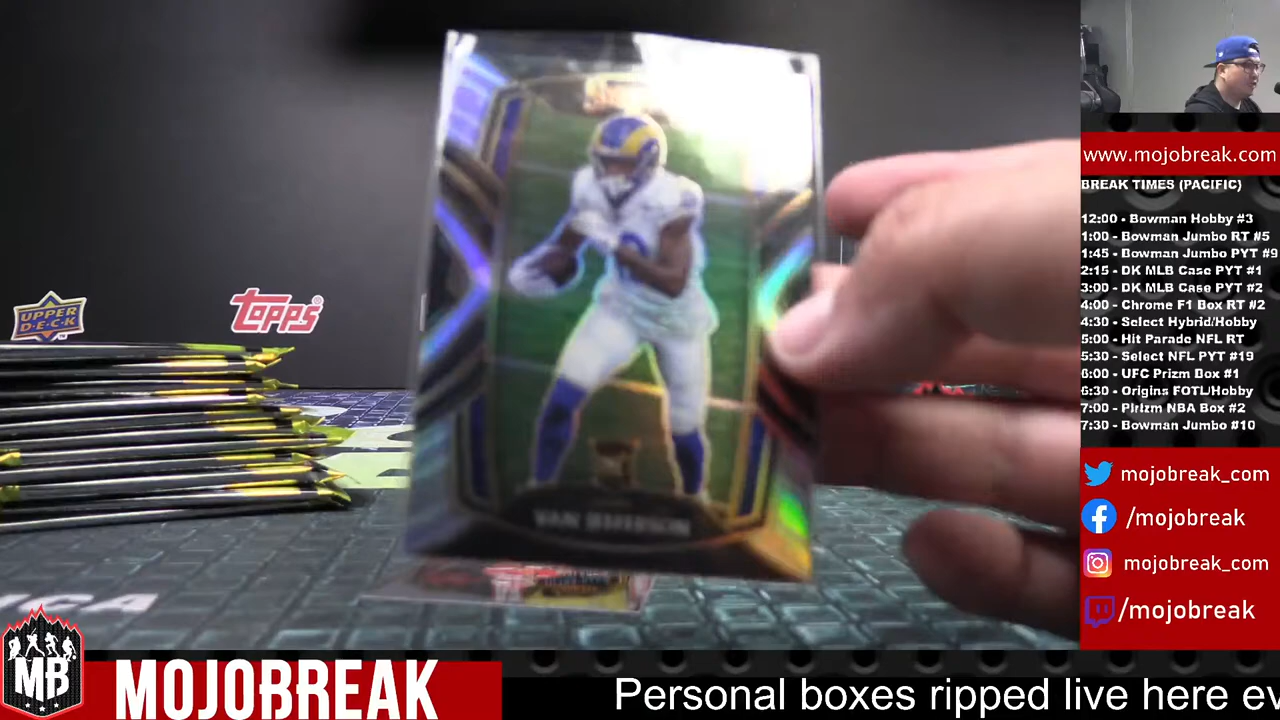 UPPER
DECK
TOPPS
VAN JEFFERSON
ICA
www.mojobreak.com
BREAK TIMES (PACIFIC)
12:00 - Bowman Hobby #3
1:00 - Bowman Jumbo RT #5
1:45 - Bowman Jumbo PYT #9
2:15 - DK MLB Case PYT #1
3:00 - DK MLB Case PYT #2
4:00 - Chrome F1 Box RT #2
4:30 - Select Hybrid/Hobby
5:00 - Hit Parade NFL RT
5:30 - Select NFL PYT #19
6:00 - UFC Prizm Box #1
6:30 - Origins FOTL/Hobby
7:00 - Pirizm NBA Box #2
7:30 - Bowman Jumbo #10
mojobreak_com
/mojobreak
mojobreak_com
/mojobreak
MB
MOJOBREAK
Personal boxes ripped live here ev